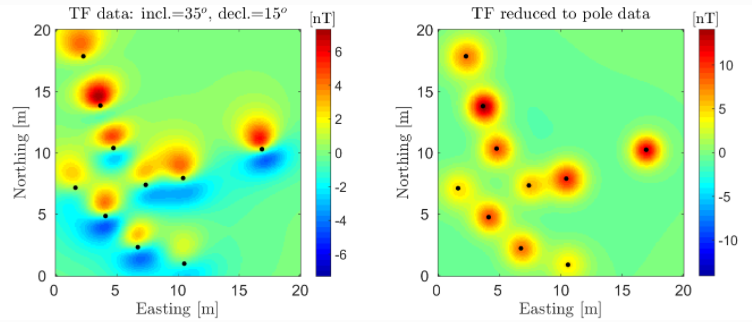 TF data: incl.=35°, decl.=15° [nT]
20
15
10
5
0
0 5 10 15 20
Northing [m]
Easting [m]
6
4
2
0
-2
-4
-6
TF reduced to pole data [nT]
20
15
10
5
0
0 5 10 15 20
Northing [m]
Easting [m]
10
5
0
-5
-10